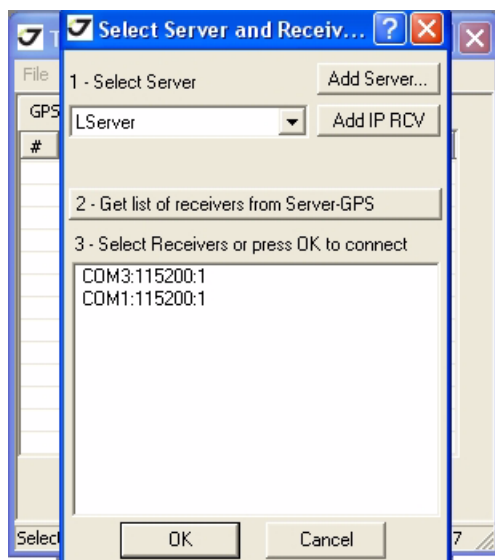 Select Server and Receiv...
File
1 - Select Server
Add Server...
GPS
LServer
Add IP RCV
#
2 - Get list of receivers from Server-GPS
3 - Select Receivers or press OK to connect
COM3:115200:1
COM1:115200:1
Selec
OK
Cancel
7